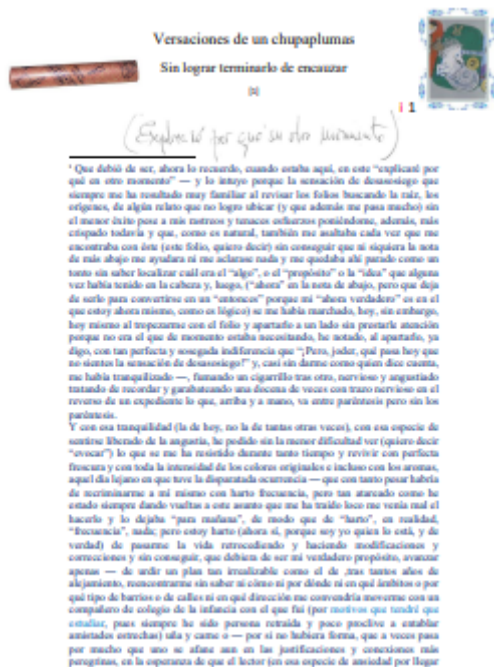 Versaciones de un chupaplumas
Sin lograr terminarlo de encauzar
[1]
i 1
(Explicaré por qué en otro momento)
¹ Que debió de ser, ahora lo recuerdo, cuando estaba aquí, en este “explicaré por
qué en otro momento” — y lo intuyo porque la sensación de desasosiego que
siempre me ha resultado muy familiar al revisar los folios buscando la raíz, los
orígenes, de algún relato que no logro ubicar (y que además me pasa mucho) sin
el menor éxito pese a mis rastreos y tenaces esfuerzos poniéndome, además, más
crispado todavía y que, como es natural, también me asaltaba cada vez que me
encontraba con éste (este folio, quiero decir) sin conseguir que ni siquiera la nota
de más abajo me ayudara ni me aclarase nada y me quedaba ahí parado como un
tonto sin saber localizar cuál era el “algo”, o el “propósito” o la “idea” que alguna
vez había tenido en la cabeza y, luego, (“ahora” en la nota de abajo, pero que deja
de serlo para convertirse en un “entonces” porque mi “ahora verdadero” es en el
que estoy ahora mismo, como es lógico) se me había marchado, hoy, sin embargo,
hoy mismo al tropezarme con el folio y apartarlo a un lado sin prestarle atención
porque no era el que de momento estaba necesitando, he notado, al apartarlo, ya
digo, con tan perfecta y sosegada indiferencia que “¡Pero, joder, qué pasa hoy que
no sientes la sensación de desasosiego!” y, casi sin darme como quien dice cuenta,
me había tranquilizado —, fumando un cigarrillo tras otro, nervioso y angustiado
tratando de recordar y garabateando una docena de veces con trazo nervioso en el
reverso de un expediente lo que, arriba y a mano, va entre paréntesis pero sin los
paréntesis.
Y con esa tranquilidad (la de hoy, no la de tantas otras veces), con esa especie de
sentirse liberado de la angustia, he podido sin la menor dificultad ver (quiero decir
“evocar”) lo que se me ha resistido durante tanto tiempo y revivir con perfecta
frescura y con toda la intensidad de los colores originales e incluso con los aromas,
aquel día lejano en que tuve la disparatada ocurrencia — que con tanto pesar habría
de recriminarme a mí mismo con harto frecuencia, pero tan atareado como he
estado siempre dando vueltas a este asunto que me ha traído loco me venía mal el
hacerlo y lo dejaba “para mañana”, de modo que de “harto”, en realidad,
“frecuencia”, nada; pero estoy harto (ahora sí, porque soy yo quien lo está, y de
verdad) de pasarme la vida retrocediendo y haciendo modificaciones y
correcciones y sin conseguir, que debiera de ser mi verdadero propósito, avanzar
apenas — de urdir un plan tan irrealizable como el de ,tras tantos años de
alejamiento, reencontrarme sin saber ni cómo ni por dónde ni en qué ámbitos o por
qué tipo de barrios o de calles ni en qué dirección me convendría moverme con un
compañero de colegio de la infancia con el que fui (por motivos que tendré que
estudiar, pues siempre he sido persona retraída y poco proclive a entablar
amistades estrechas) uña y carne o — por si no hubiera forma, que a veces pasa
por mucho que uno se afane aun en las justificaciones y conexiones más
peregrinas, en la esperanza de que el lector (en esa especie de ansiedad por llegar